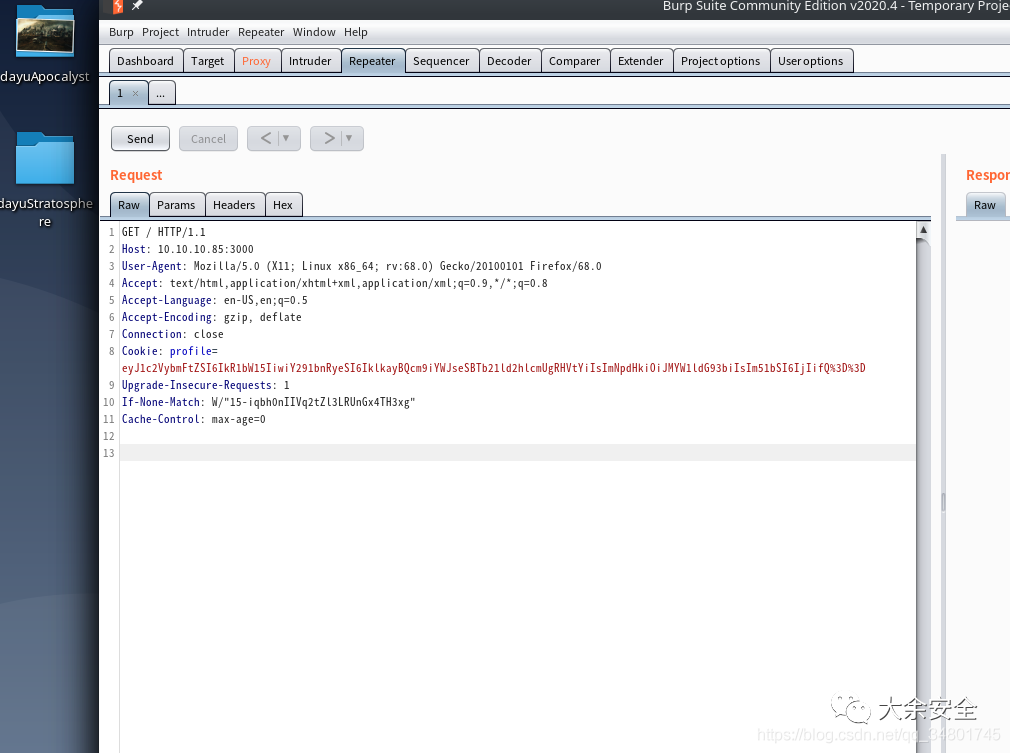 Burp Suite Community Edition v2020.4 - Temporary Proje
Burp Project Intruder Repeater Window Help
Dashboard Target Proxy Intruder Repeater Sequencer Decoder Comparer Extender Project options User options
1 × ...
Send Cancel < ▼ > ▼
Request
Respon
Raw Params Headers Hex
Raw
1 GET / HTTP/1.1
2 Host: 10.10.10.85:3000
3 User-Agent: Mozilla/5.0 (X11; Linux x86_64; rv:68.0) Gecko/20100101 Firefox/68.0
4 Accept: text/html,application/xhtml+xml,application/xml;q=0.9,*/*;q=0.8
5 Accept-Language: en-US,en;q=0.5
6 Accept-Encoding: gzip, deflate
7 Connection: close
8 Cookie: profile=
eyJ1c2VybmFtZSI6IkR1bW15IiwiY291bnRyeSI6IklkayBQcm9iYWJseSBTb21ld2hlcmUgRHVtYiIsImNpdHkiOiJMYW1ldG93biIsIm51bSI6IjIifQ%3D%3D
9 Upgrade-Insecure-Requests: 1
10 If-None-Match: W/"15-iqbh0nIIVq2tZl3LRUnGx4TH3xg"
11 Cache-Control: max-age=0
12
13
dayuApocalyst
dayuStratosphe
re
大余安全
https://blog.csdn.net/qq_34801745